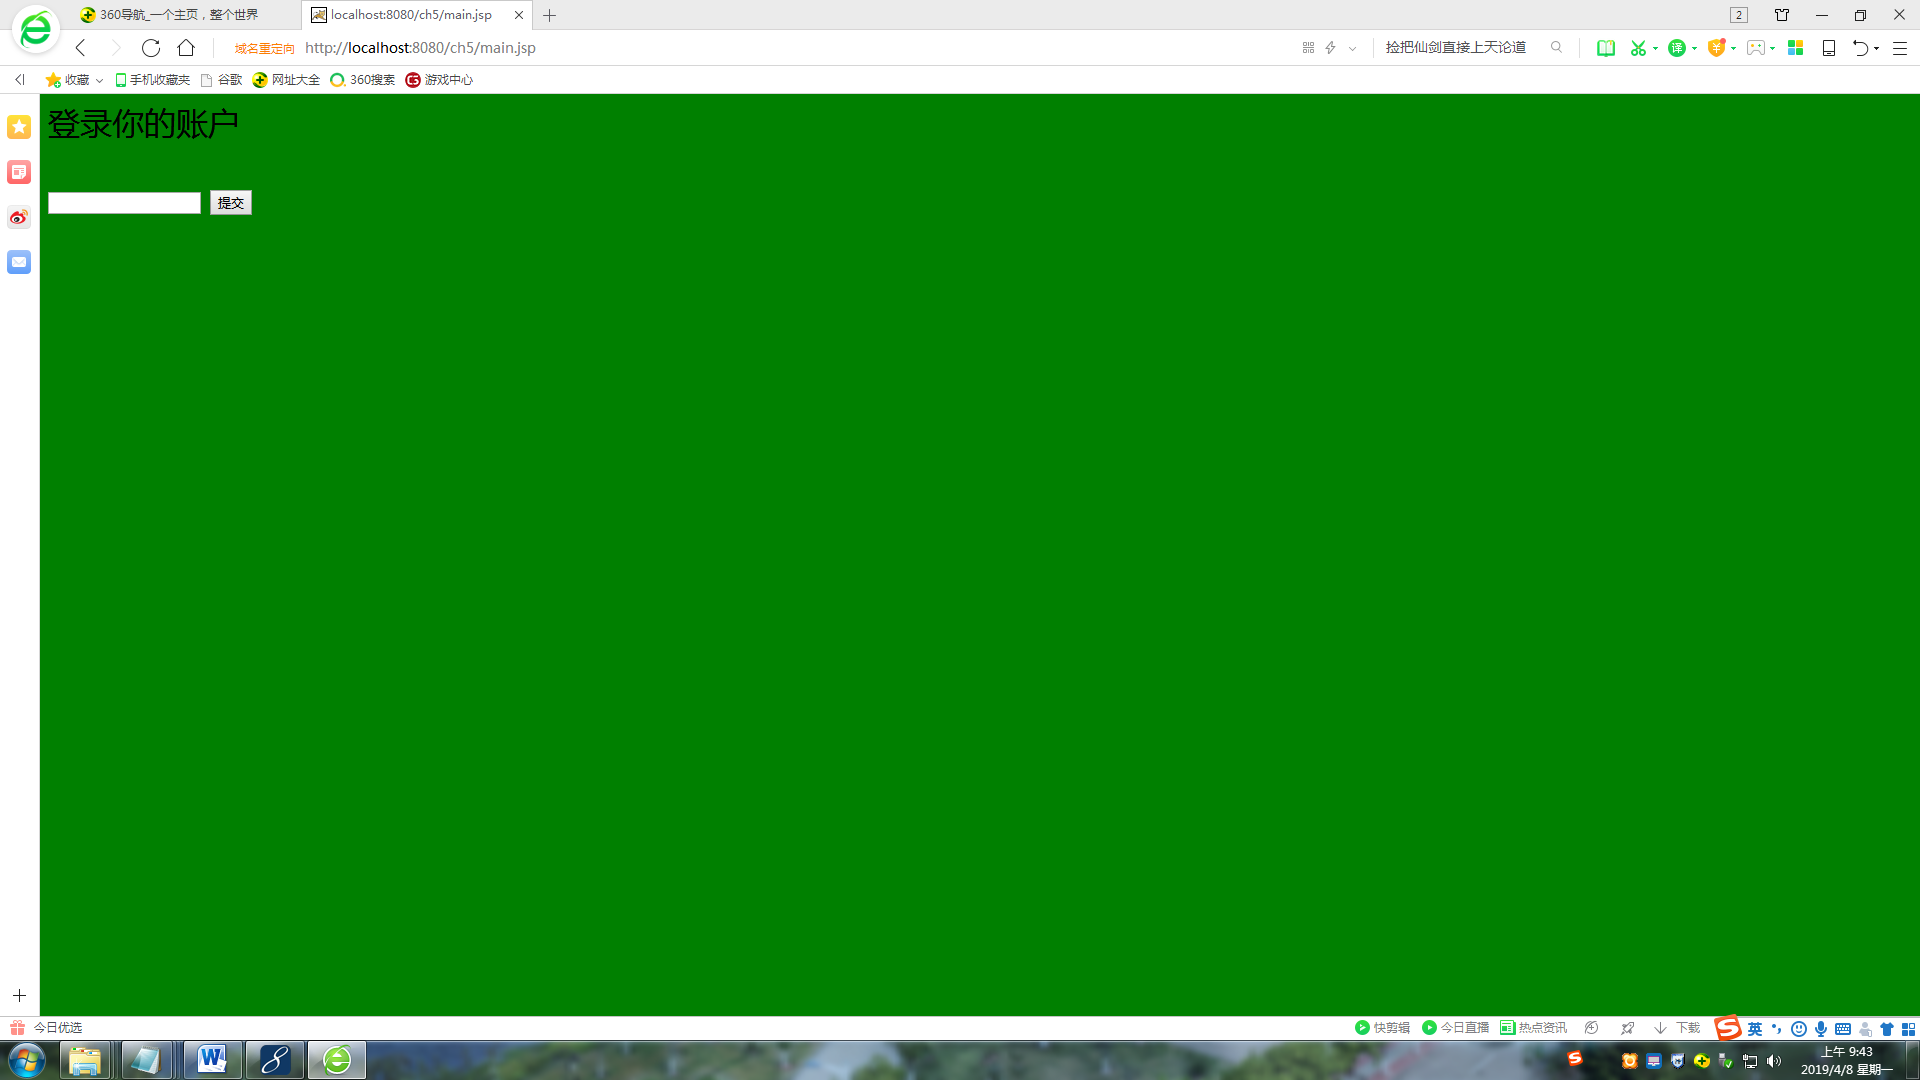 360导航_一个主页，整个世界
localhost:8080/ch5/main.jsp
2
域名重定向 http://localhost:8080/ch5/main.jsp
捡把仙剑直接上天论道
译
收藏 手机收藏夹 谷歌 网址大全 360搜索 游戏中心
登录你的账户
提交
今日优选
快剪辑 今日直播 热点资讯 下载 英
上午 9:43
2019/4/8 星期一